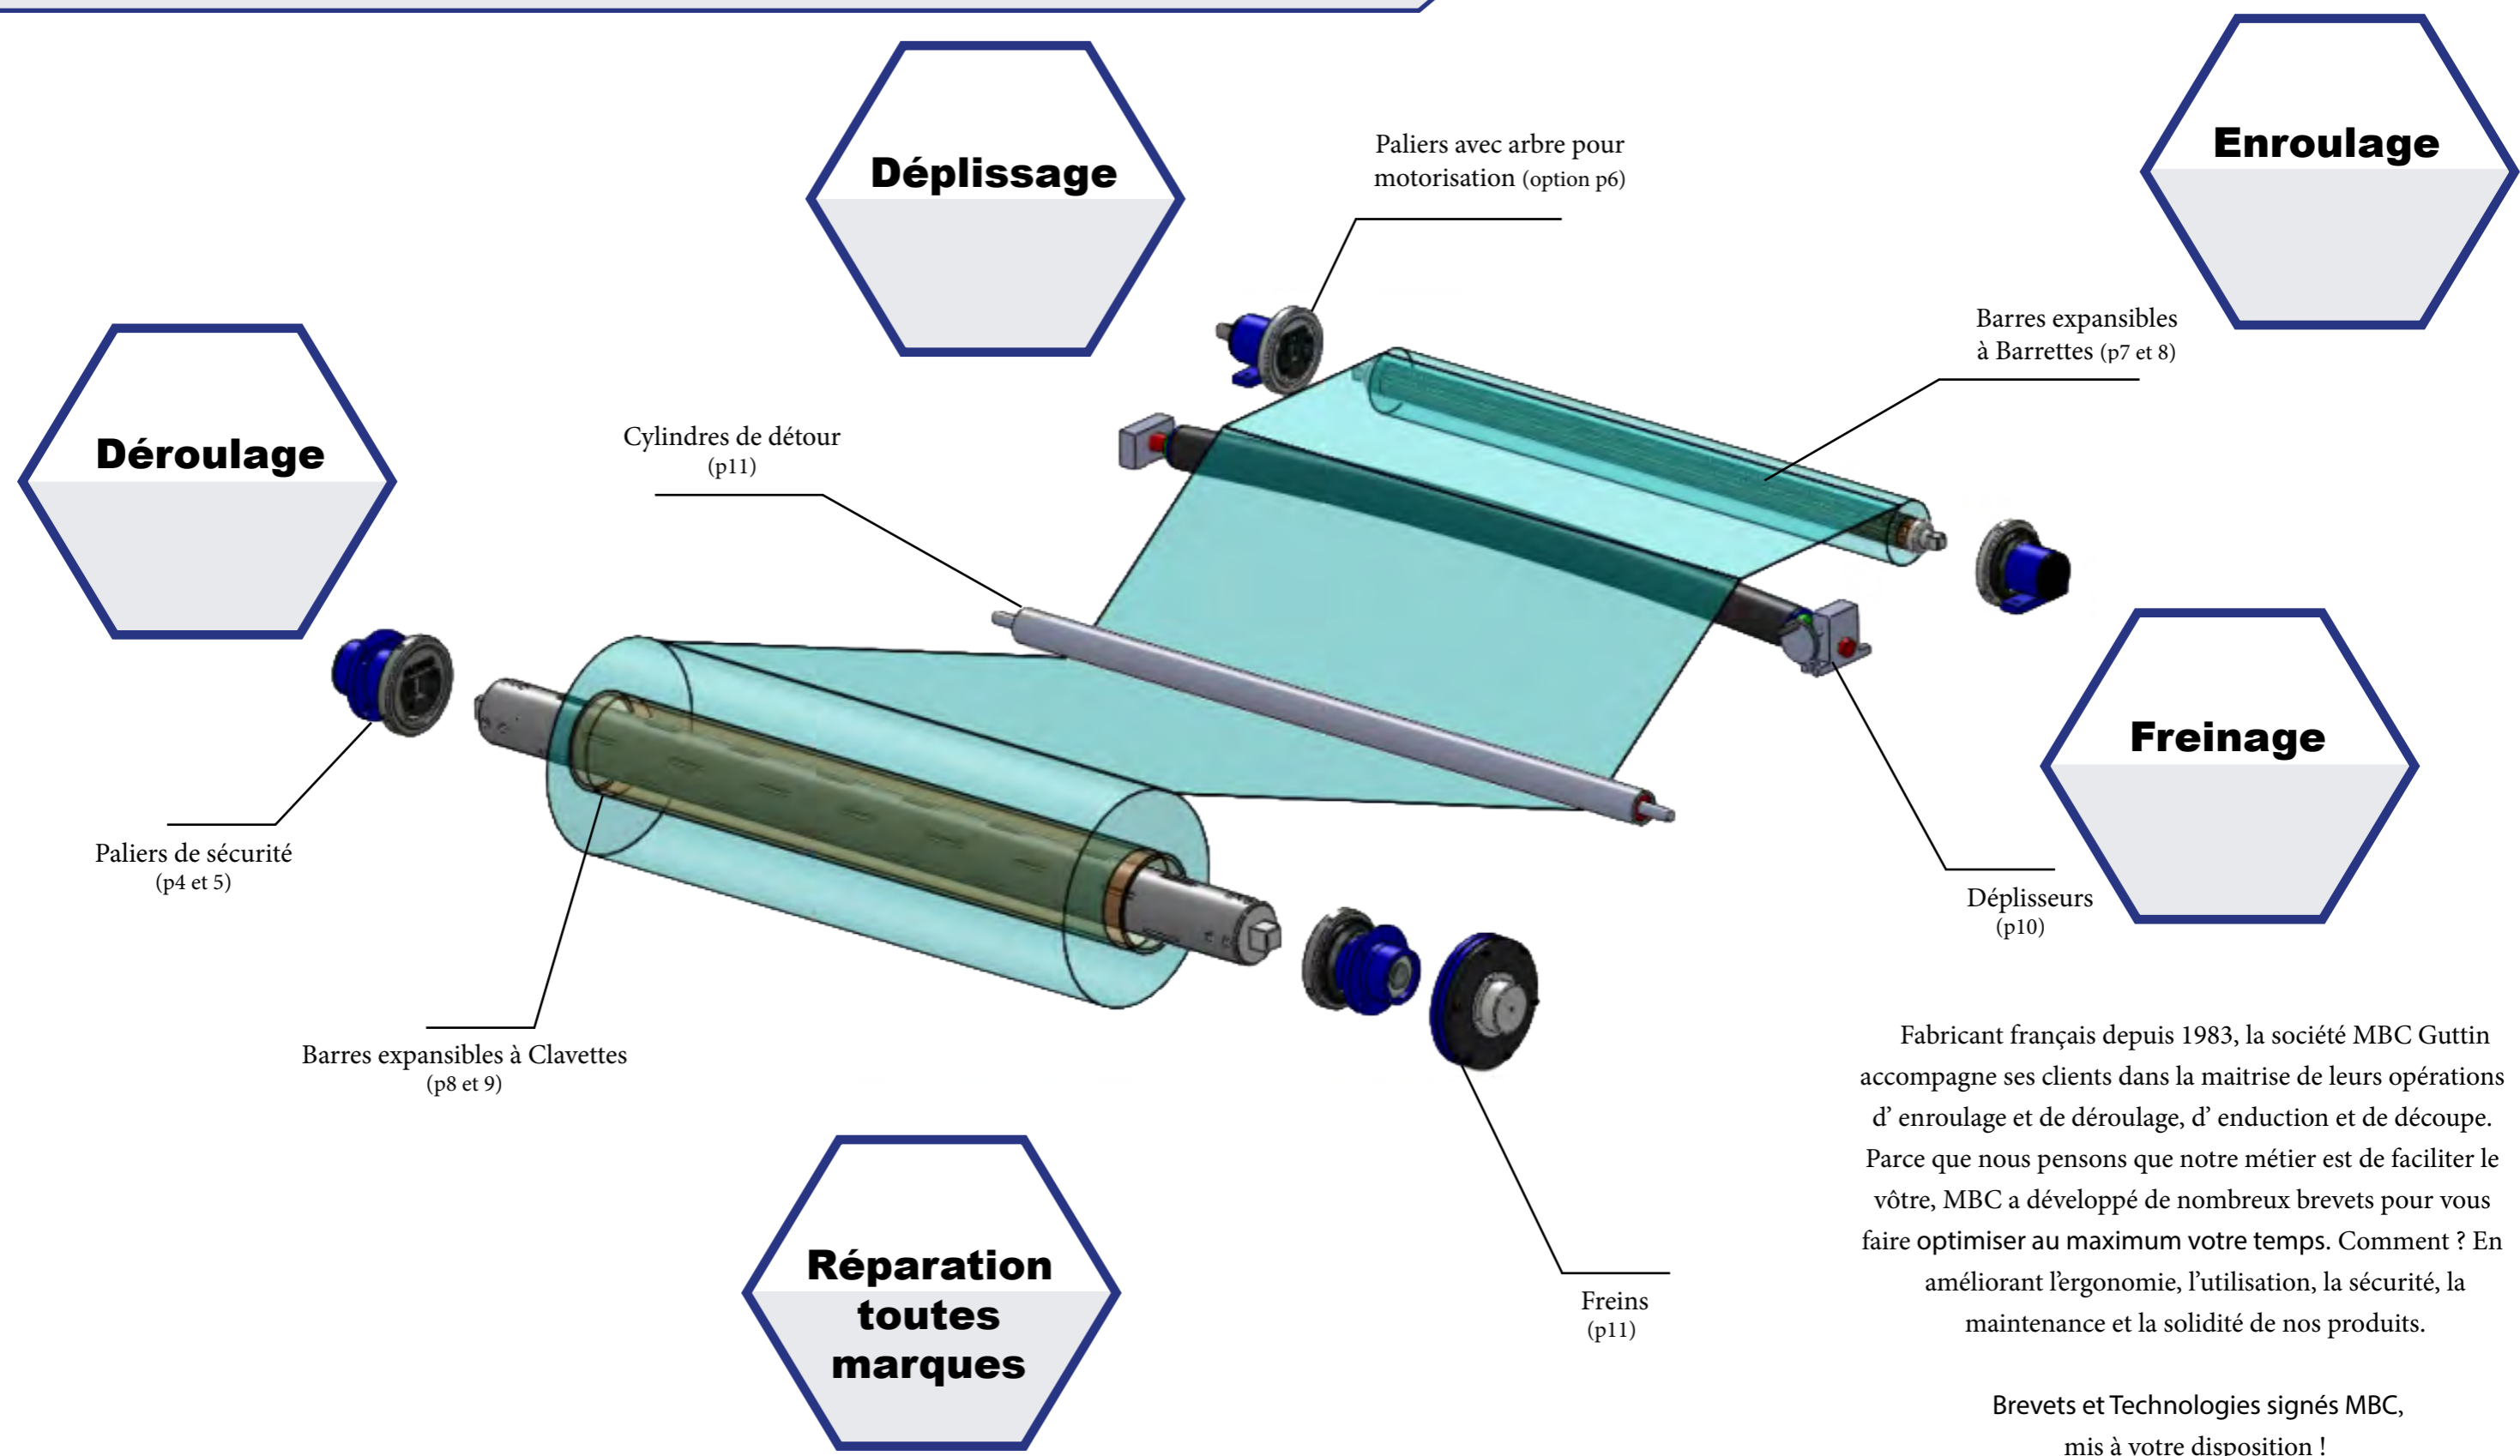 Déplissage
Enroulage
Paliers avec arbre pour
motorisation (option p6)
Barres expansibles
à Barrettes (p7 et 8)
Déroulage
Cylindres de détour
(p11)
Freinage
Paliers de sécurité
(p4 et 5)
Déplisseurs
(p10)
Barres expansibles à Clavettes
(p8 et 9)
Réparation
toutes
marques
Freins
(p11)
Fabricant français depuis 1983, la société MBC Guttin
accompagne ses clients dans la maitrise de leurs opérations
d’ enroulage et de déroulage, d’ enduction et de découpe.
Parce que nous pensons que notre métier est de faciliter le
vôtre, MBC a développé de nombreux brevets pour vous
faire optimiser au maximum votre temps. Comment ? En
améliorant l’ergonomie, l’utilisation, la sécurité, la
maintenance et la solidité de nos produits.
Brevets et Technologies signés MBC,
mis à votre disposition !